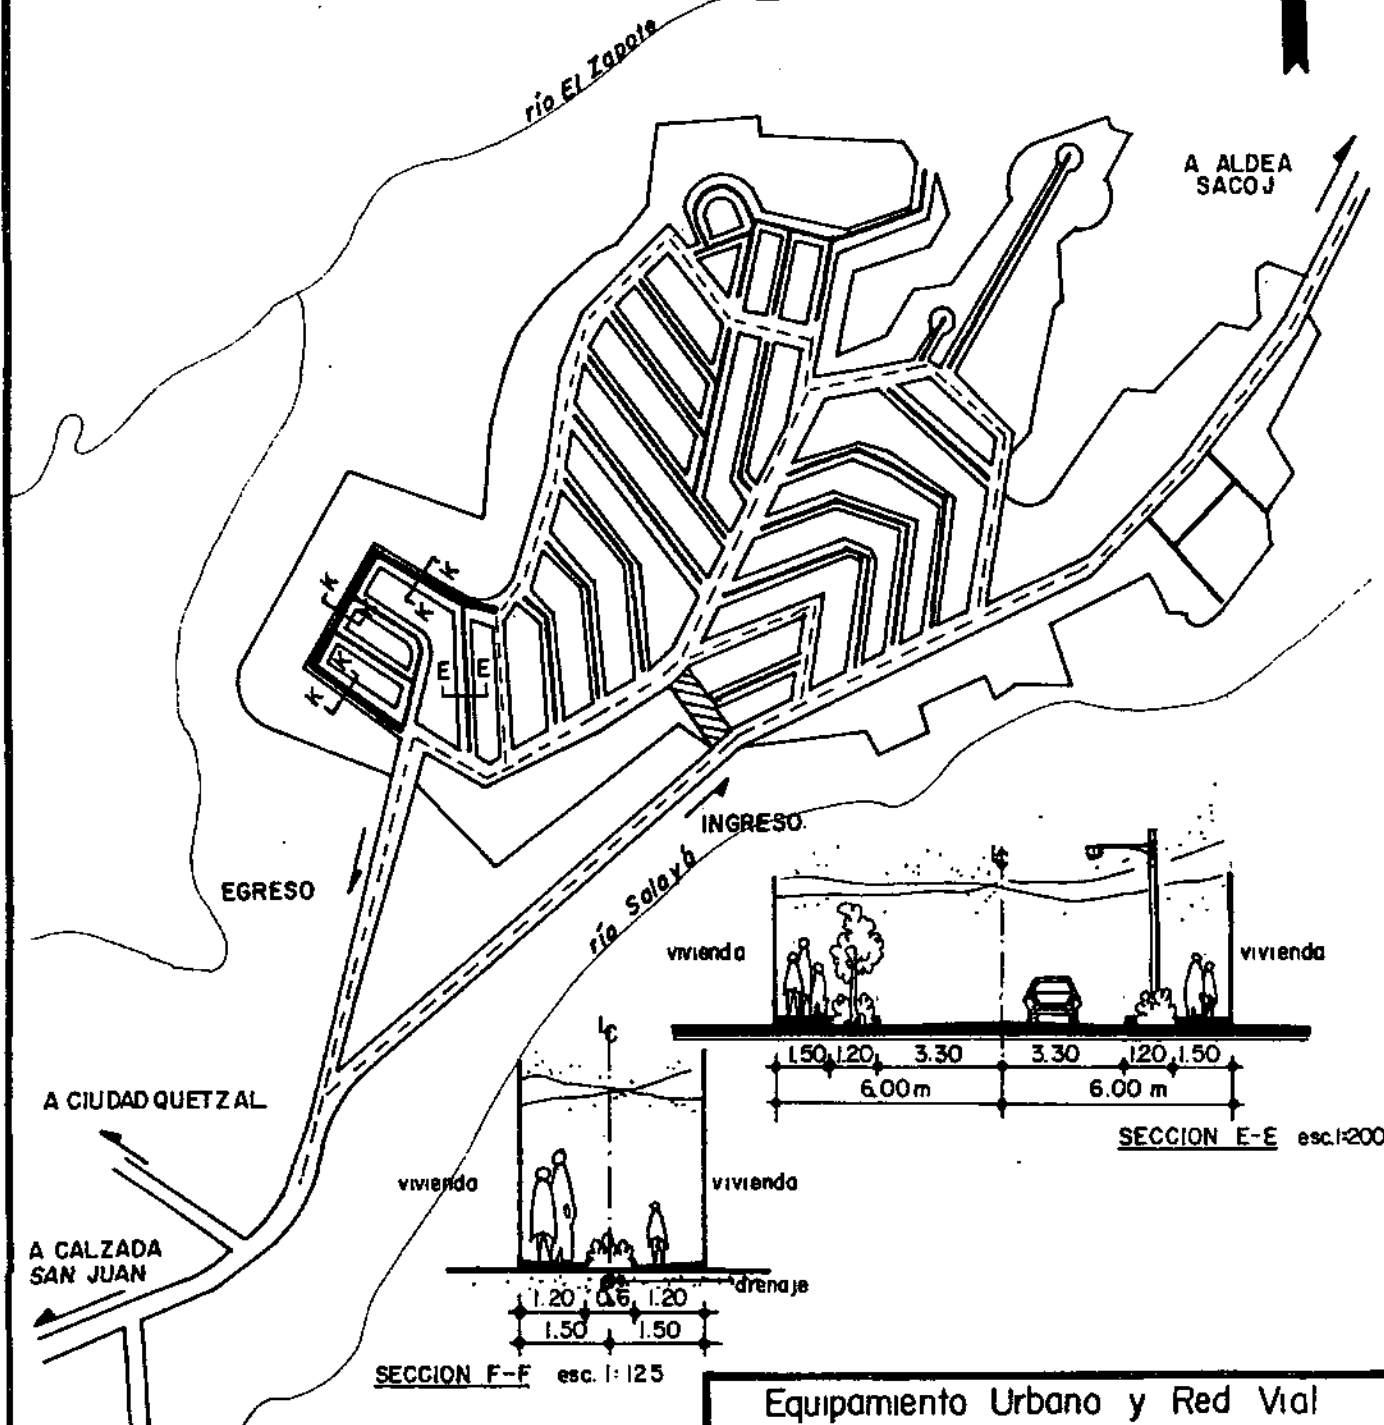 río El Zapote
A ALDEA
SACOJ
K
K
K
K
K
K
E E
INGRESO
EGRESO
río Salayá
vivienda
vivienda
1.50 1.20 3.30 3.30 1.20 1.50
6.00 m 6.00 m
SECCION E-E esc.1:200
A CIUDAD QUETZAL
A CALZADA
SAN JUAN
vivienda
vivienda
drenaje
1.20 0.6 1.20
1.50 1.50
SECCION F-F esc. 1:125
Equipamiento Urbano y Red Vial